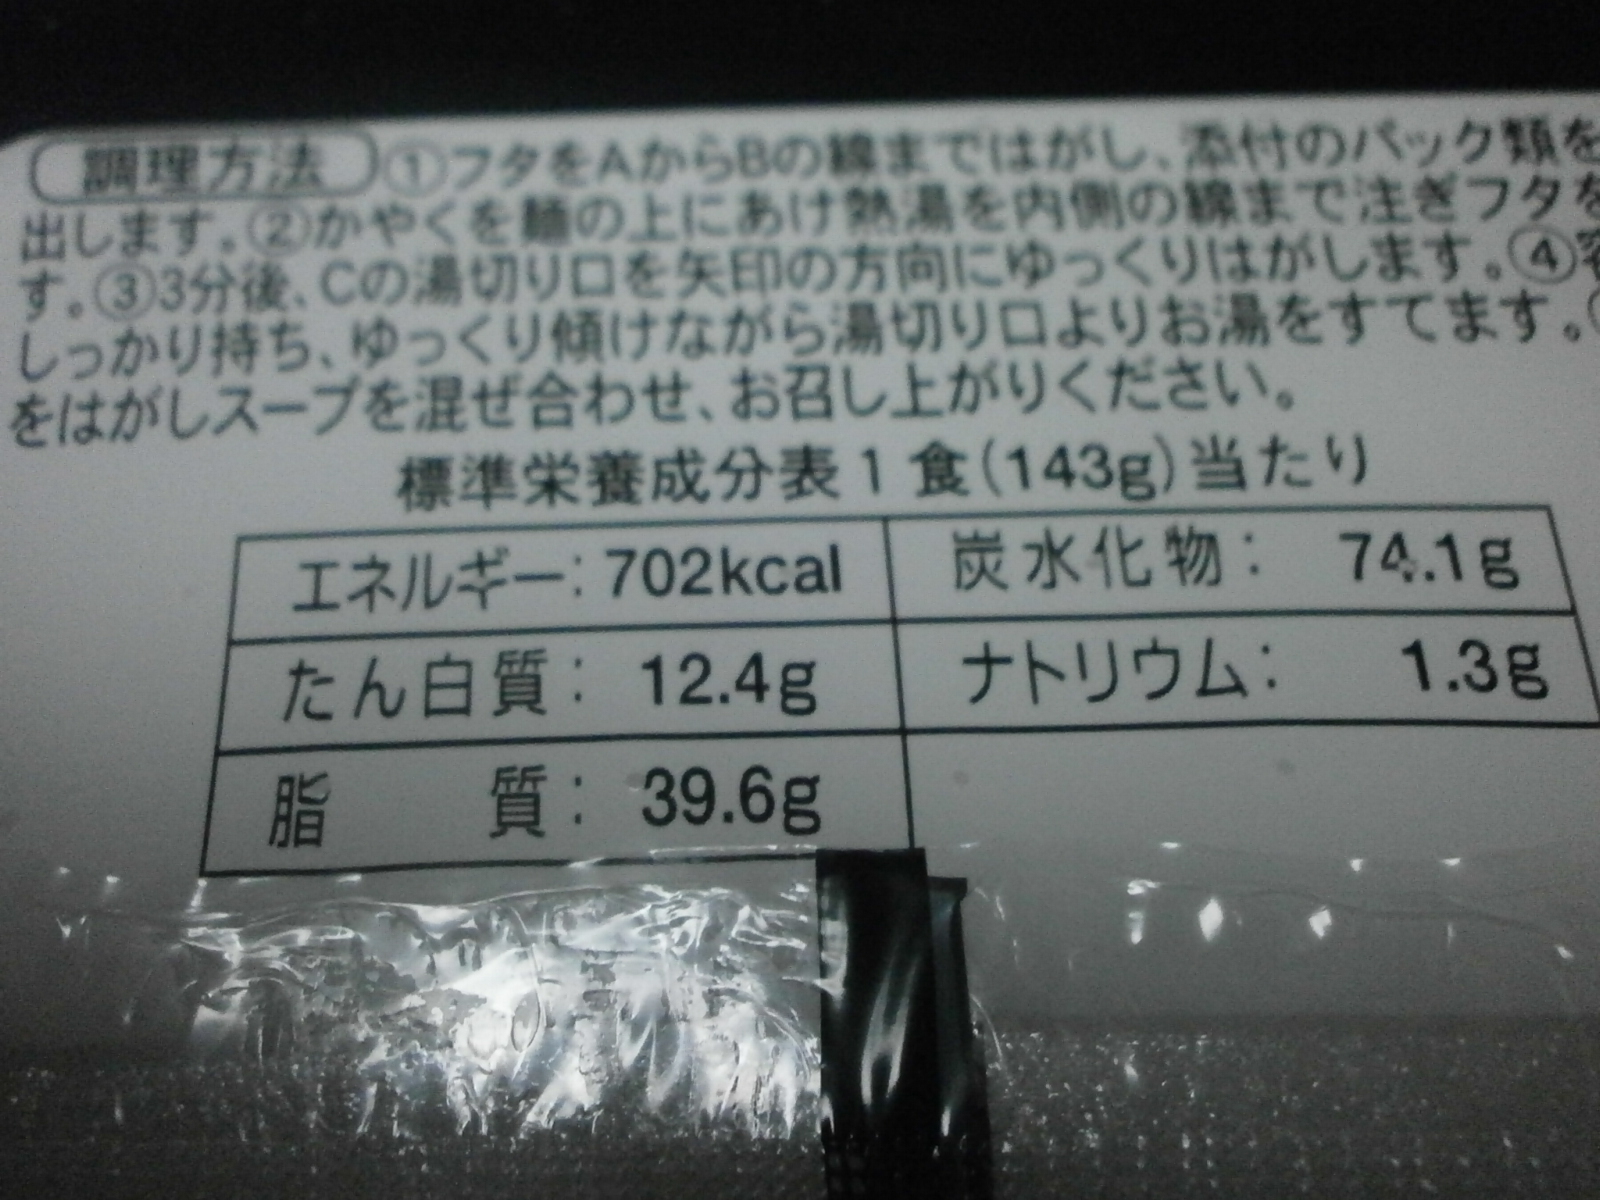 調理方法 ①フタをAからBの線まではがし、添付のパック類を
出します。②かやくを麺の上にあけ熱湯を内側の線まで注ぎフタを
す。③3分後、Cの湯切り口を矢印の方向にゆっくりはがします。④容
しっかり持ち、ゆっくり傾けながら湯切り口よりお湯をすてます。
をはがしスープを混ぜ合わせ、お召し上がりください。
標準栄養成分表1食(143g)当たり
エネルギー: 702kcal 炭水化物: 74.1g
たん白質: 12.4g ナトリウム: 1.3g
脂質: 39.6g